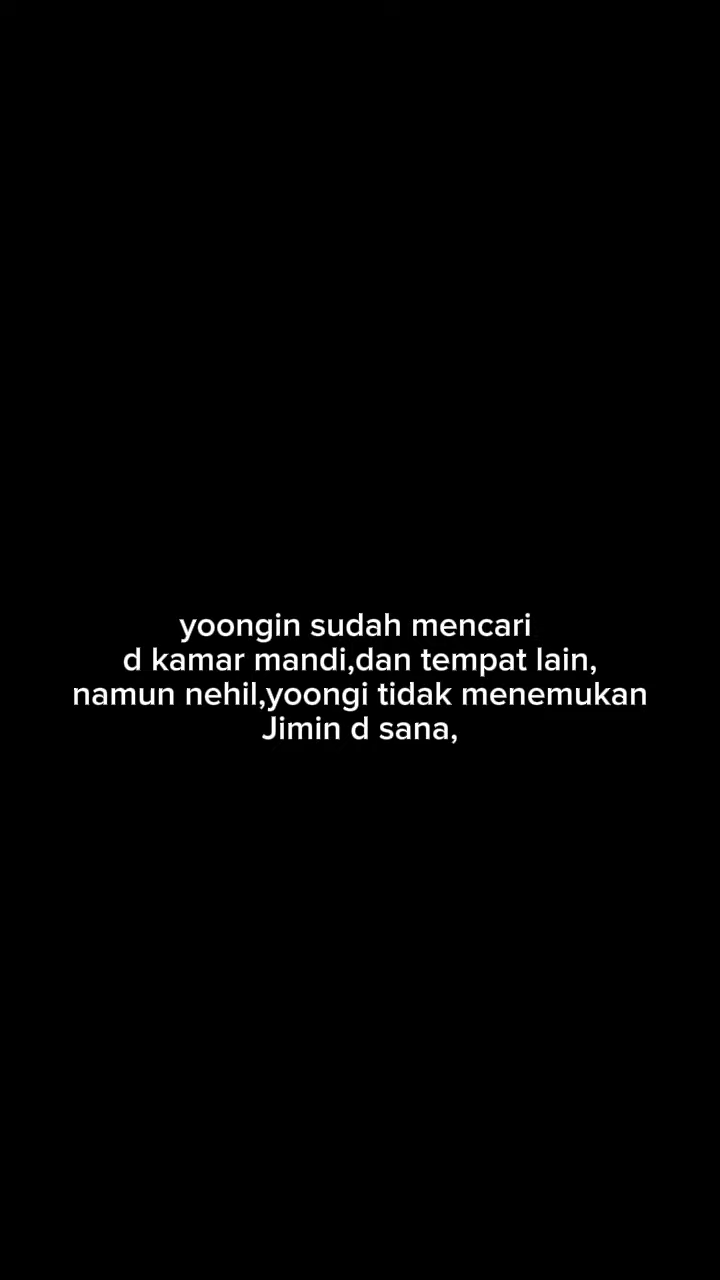 yoongin sudah mencari
d kamar mandi,dan tempat lain,
namun nehil,yoongi tidak menemukan
Jimin d sana,